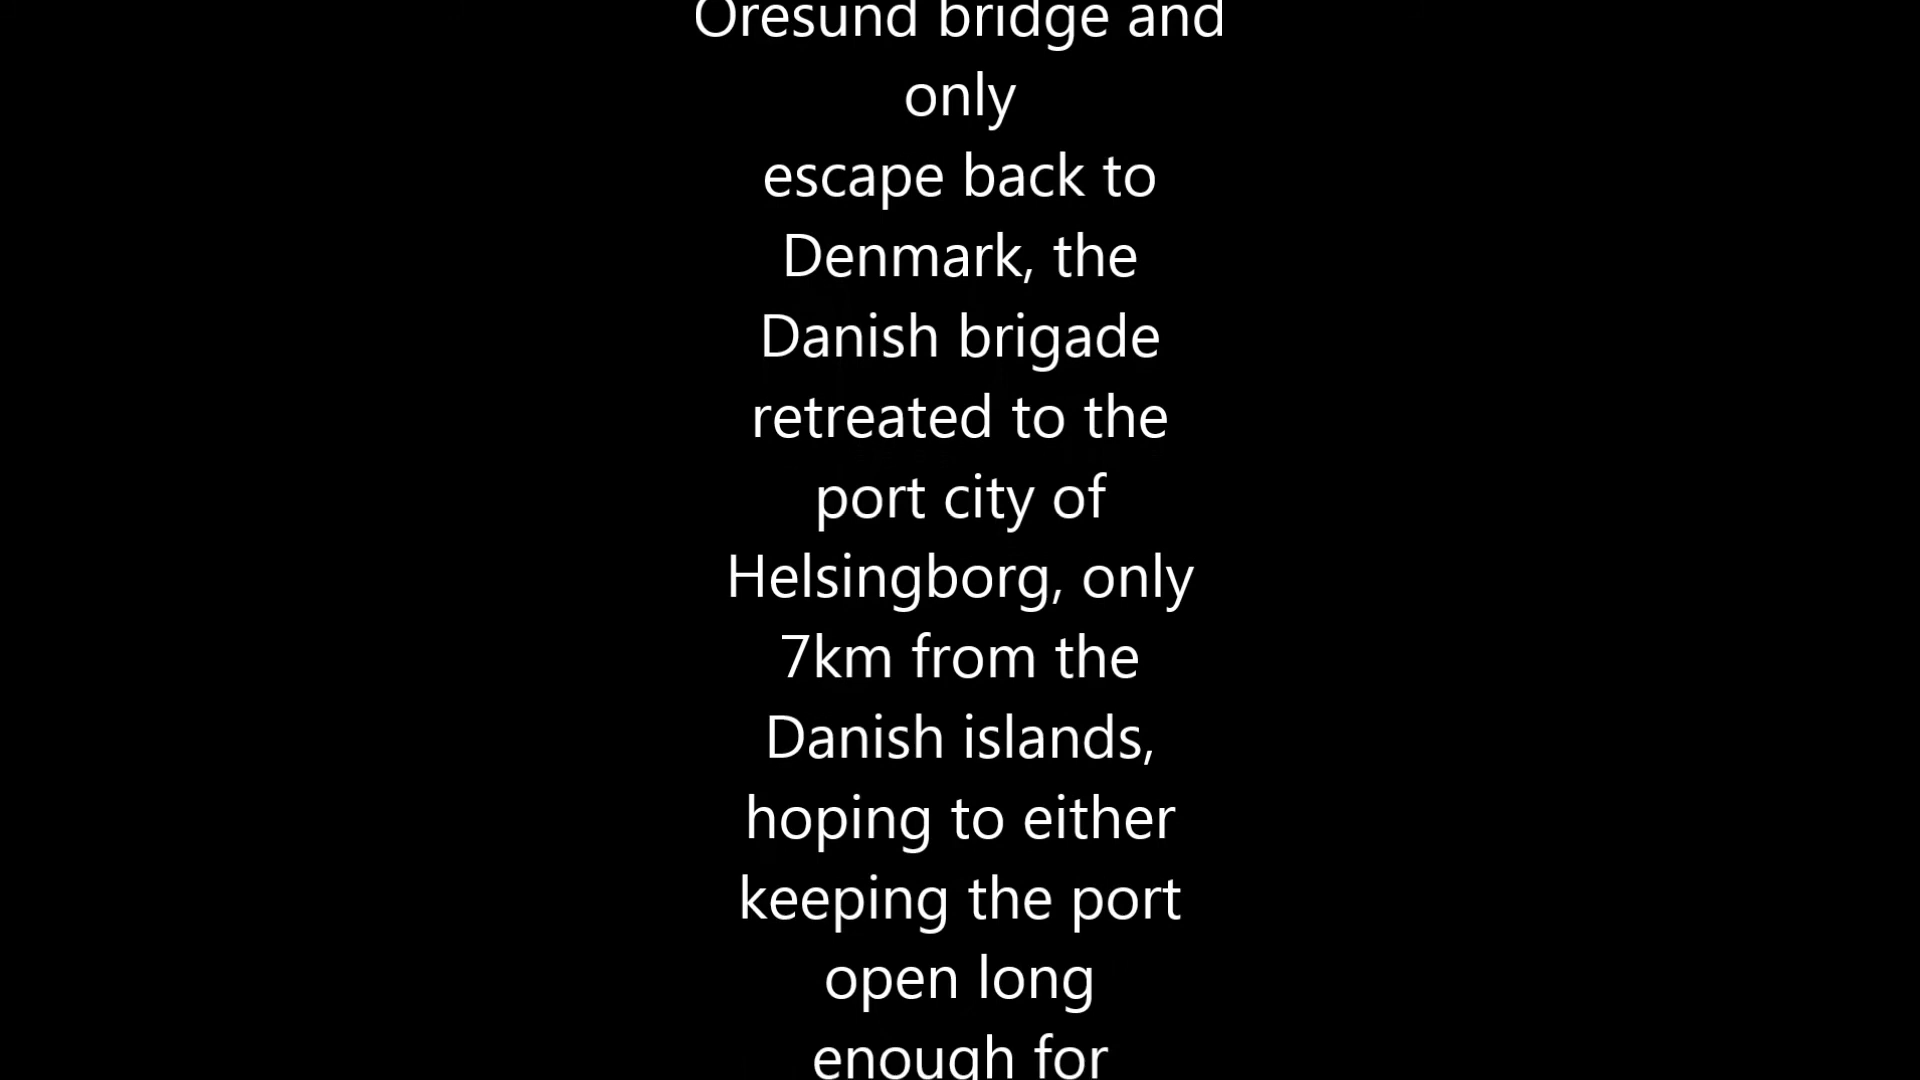 Oresund bridge and
only
escape back to
Denmark, the
Danish brigade
retreated to the
port city of
Helsingborg, only
7km from the
Danish islands,
hoping to either
keeping the port
open long
enough for